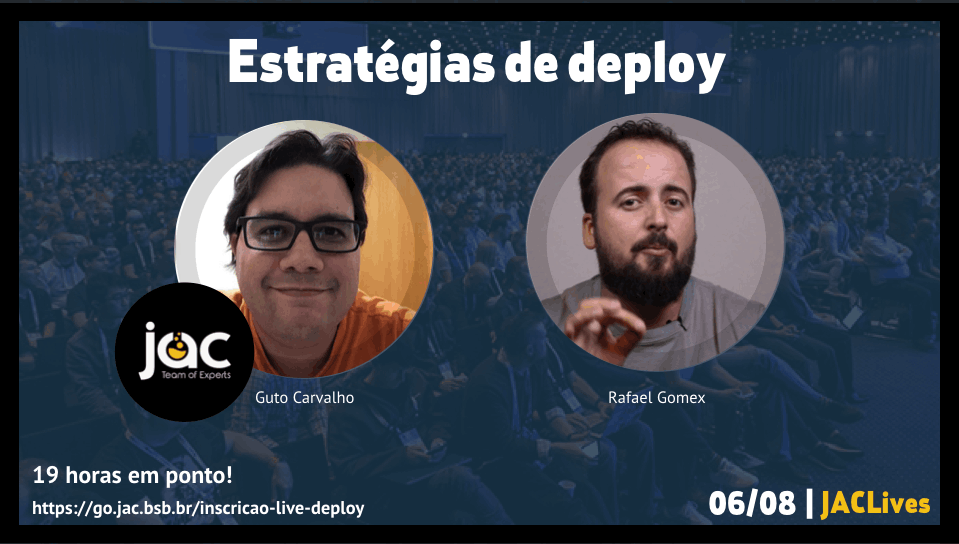 Estratégias de deploy
jac
Team of Experts
Guto Carvalho
Rafael Gomex
19 horas em ponto!
https://go.jac.bsb.br/inscricao-live-deploy
06/08 | JACLives